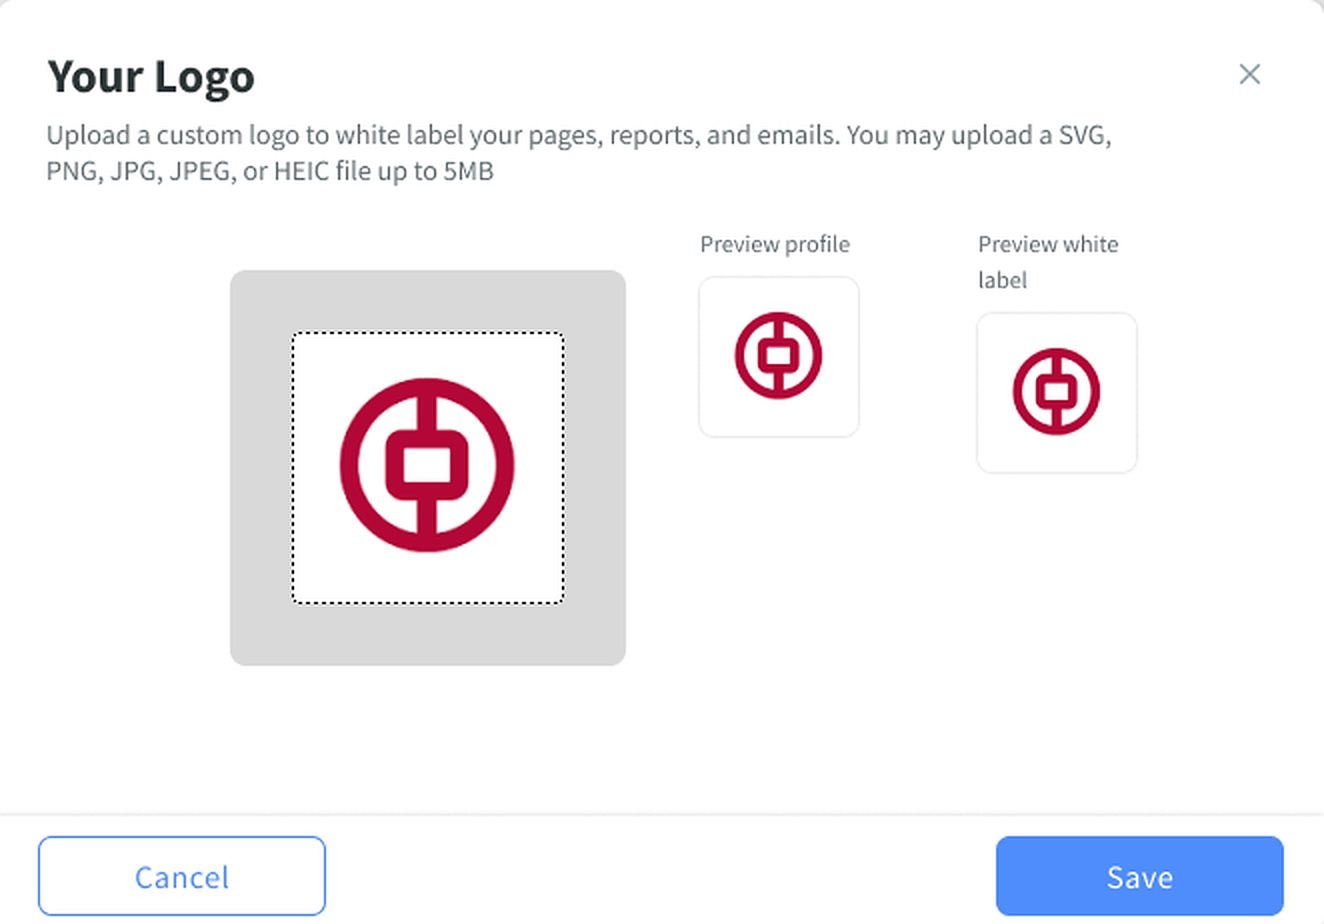 Your Logo
Upload a custom logo to white label your pages, reports, and emails. You may upload a SVG,
PNG, JPG, JPEG, or HEIC file up to 5MB
Preview profile
Preview white
label
Cancel
Save